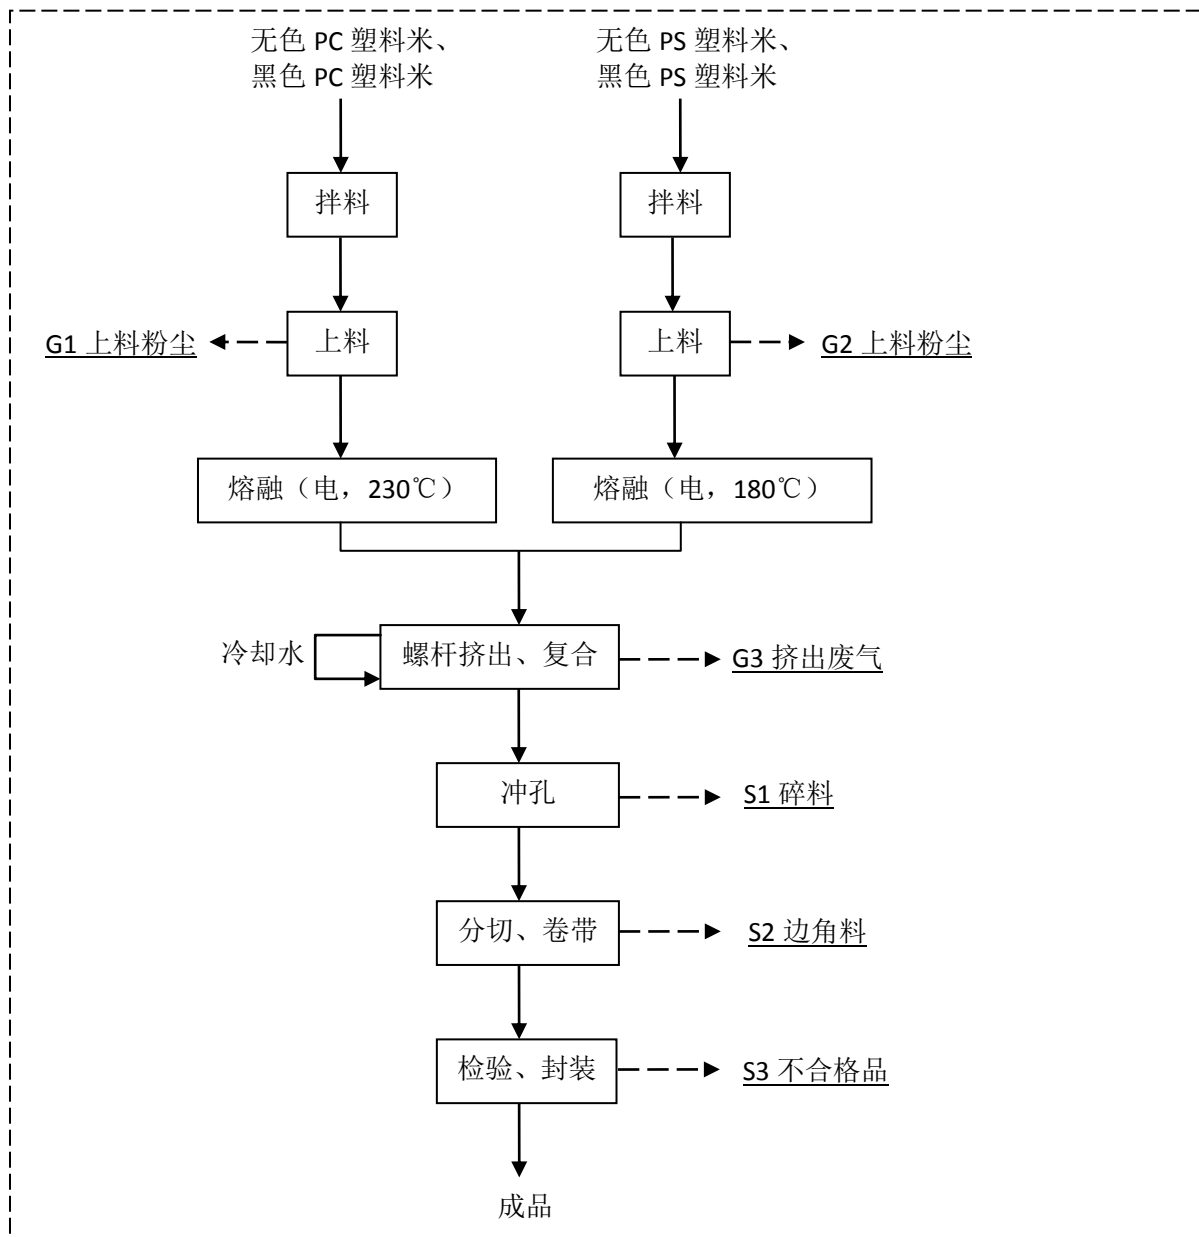 无色 PC 塑料米、
黑色 PC 塑料米
无色 PS 塑料米、
黑色 PS 塑料米
拌料
拌料
G1 上料粉尘
上料
上料
G2 上料粉尘
熔融（电，230℃）
熔融（电，180℃）
冷却水
螺杆挤出、复合
G3 挤出废气
冲孔
S1 碎料
分切、卷带
S2 边角料
检验、封装
S3 不合格品
成品